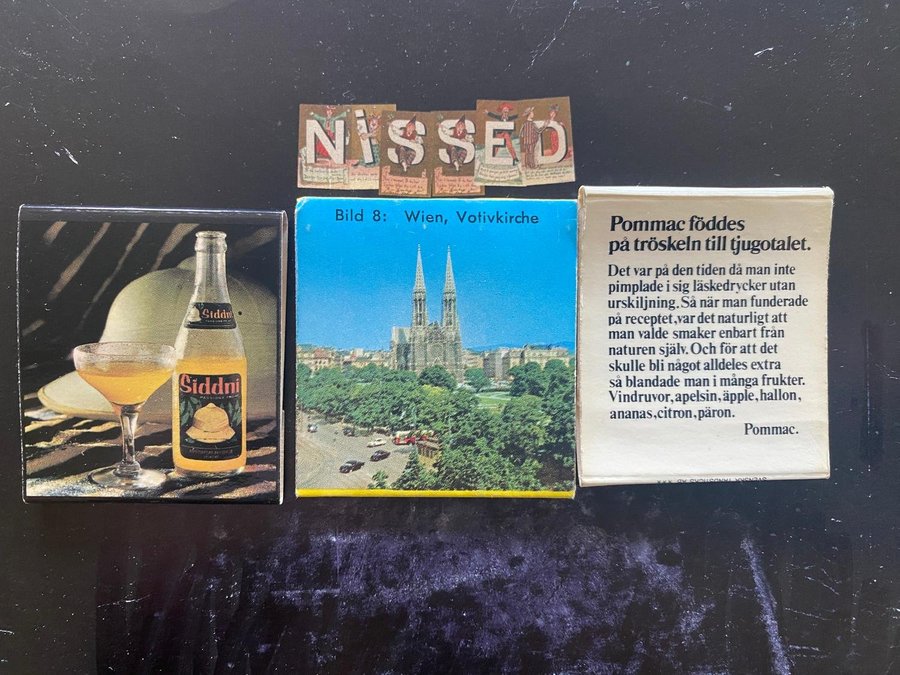 NiSSED
Siddni
Siddni
Bild 8: Wien, Votivkirche
Pommac föddes
på tröskeln till tjugotalet.
Det var på den tiden då man inte
pimplade i sig läskedrycker utan
urskiljning. Så när man funderade
på receptet, var det naturligt att
man valde smaker enbart från
naturen själv. Och för att det
skulle bli något alldeles extra
så blandade man i många frukter.
Vindruvor, apelsin, äpple, hallon,
ananas, citron, päron.
Pommac.